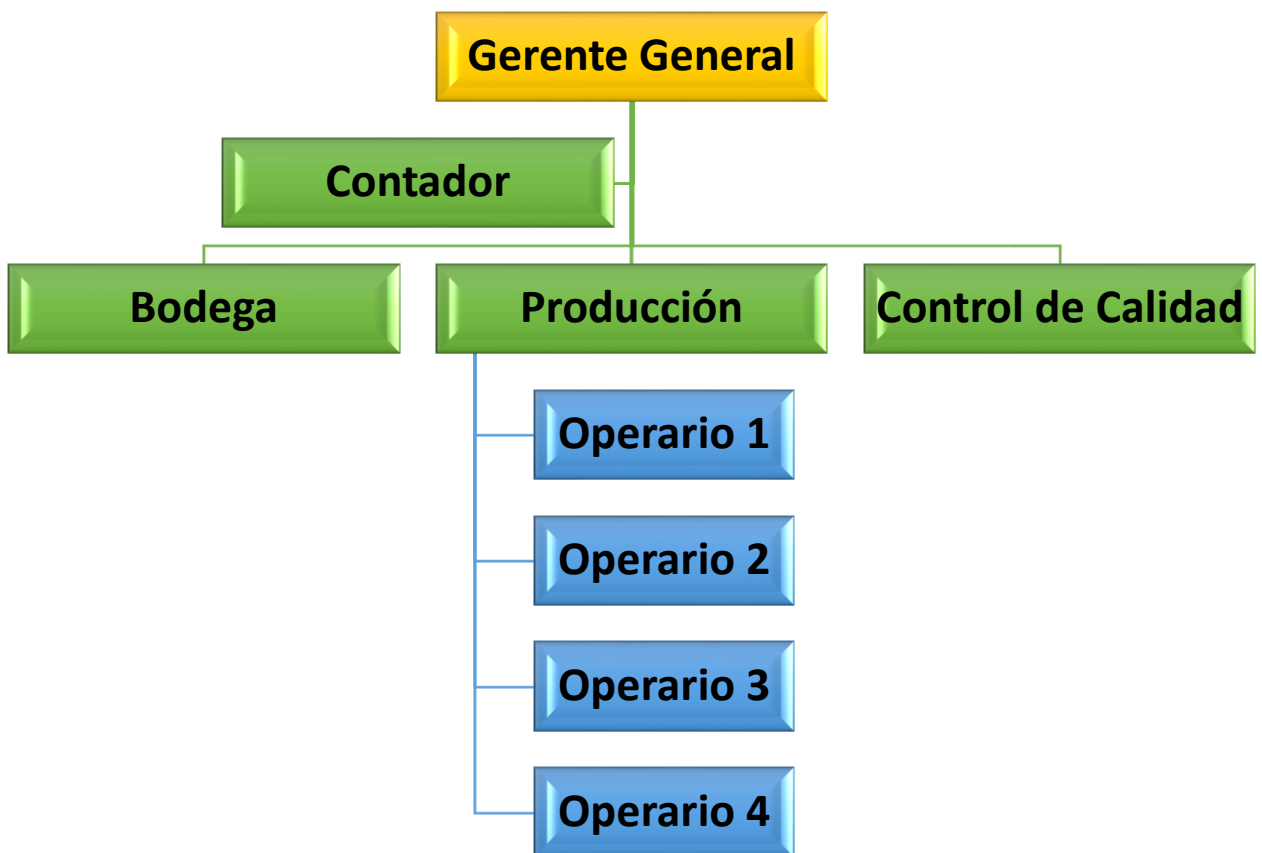 Gerente General
Contador
Bodega
Producción
Control de Calidad
Operario 1
Operario 2
Operario 3
Operario 4